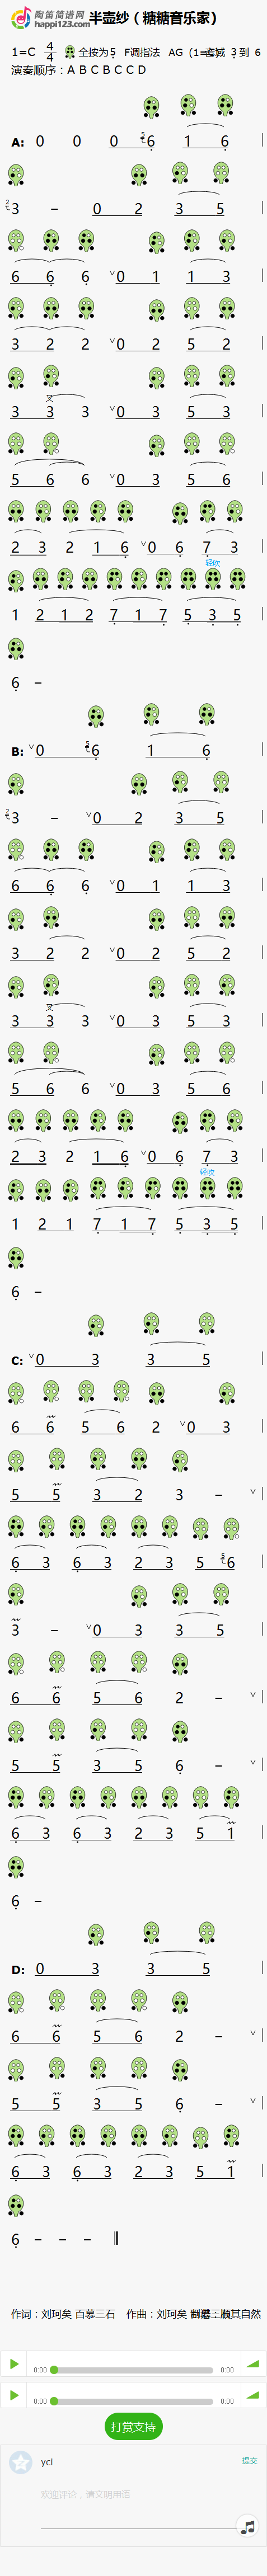 陶笛简谱网
happi123.com
半壶纱（糖糖音乐家）
1=C 4/4 全按为5 F调指法 AG
演奏顺序：A B C B C C D
A: 0 0 0 5 6 1 6 |
2 3 – 0 2 3 5 |
6 6 6 v 0 1 1 3 |
3 2 2 v 0 2 5 2 |
又
3 3 3 v 0 3 5 3 |
5 6 6 v 0 3 5 6 |
2 3 2 1 6 v 0 6 7 3 |
轻吹
1 2 1 2 7 1 7 5 3 5 |
6 –
B: v 0 5 6 1 6 |
2 3 – v 0 2 3 5 |
6 6 6 v 0 1 1 3 |
3 2 2 v 0 2 5 2 |
又
3 3 3 v 0 3 5 3 |
5 6 6 v 0 3 5 6 |
2 3 2 1 6 v 0 6 7 3 |
轻吹
1 2 1 7 1 7 5 3 5 |
6 –
C: v 0 3 3 5 |
6 6 5 6 2 v 0 3 |
5 5 3 2 3 – v |
6 3 6 3 2 3 5 5 6 |
3 – v 0 3 3 5 |
6 6 5 6 2 – v |
5 5 3 5 6 – v |
6 3 6 3 2 3 5 1 |
6 –
D: 0 3 3 5 |
6 6 5 6 2 – v |
5 5 3 5 6 – v |
6 3 6 3 2 3 5 1 |
6 – – –
作词：刘珂矣 百慕三石 作曲：刘珂矣 百慕三石
0:00 0:00
0:00 0:00
打赏支持
yci 提交
欢迎评论，请文明用语